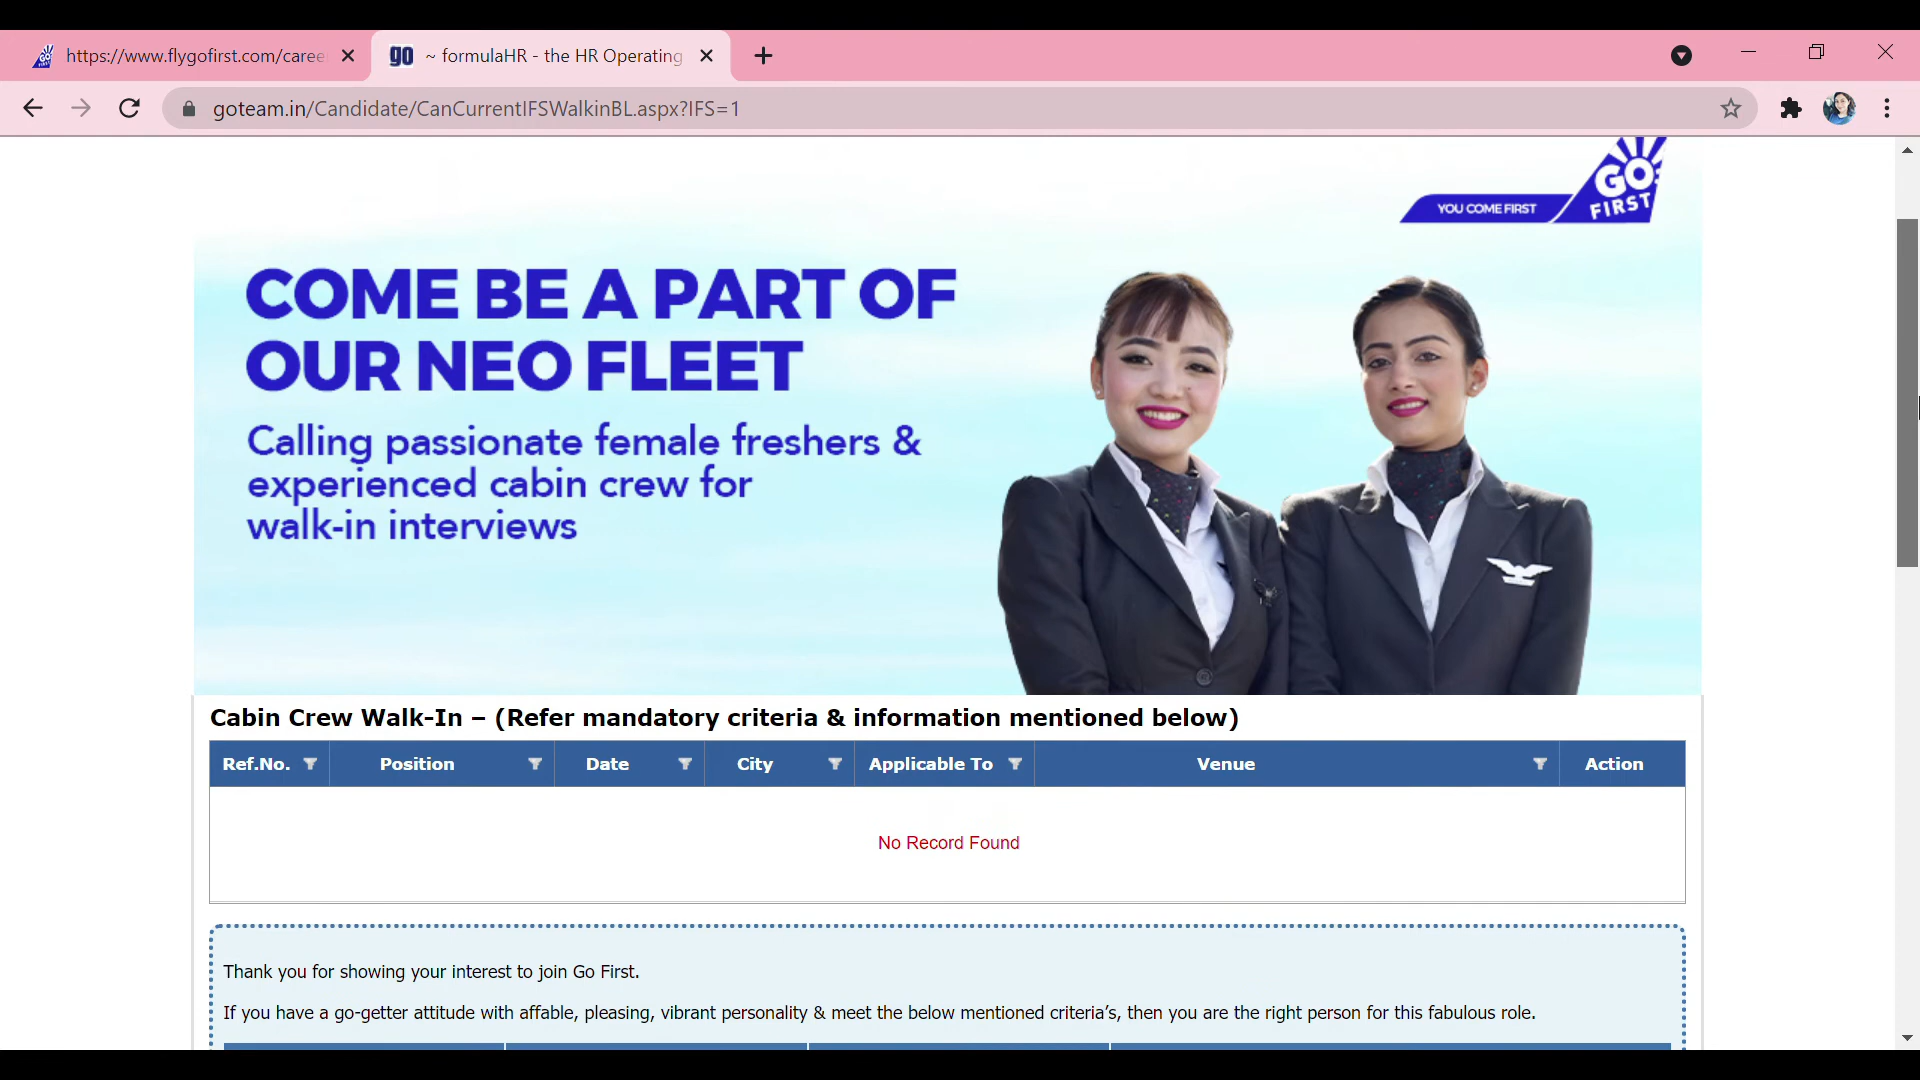 https://www.flygofirst.com/caree
go ~ formulaHR - the HR Operating
goteam.in/Candidate/CanCurrentIFSWalkinBL.aspx?IFS=1
YOU COME FIRST
GO
FIRST
COME BE A PART OF
OUR NEO FLEET
Calling passionate female freshers &
experienced cabin crew for
walk-in interviews
Cabin Crew Walk-In – (Refer mandatory criteria & information mentioned below)
Ref.No. Position Date City Applicable To Venue Action
No Record Found
Thank you for showing your interest to join Go First.
If you have a go-getter attitude with affable, pleasing, vibrant personality & meet the below mentioned criteria’s, then you are the right person for this fabulous role.